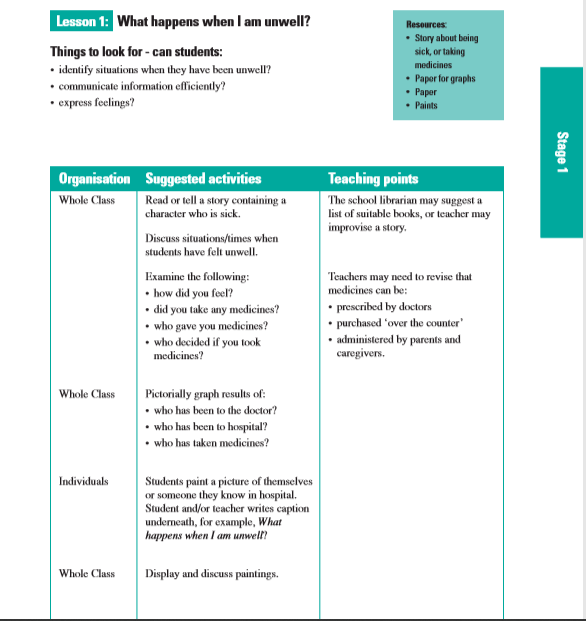 Lesson 1: What happens when I am unwell?
Things to look for - can students:
• identify situations when they have been unwell?
• communicate information efficiently?
• express feelings?
Resources:
• Story about being
sick, or taking
medicines
• Paper for graphs
• Paper
• Paints
Stage 1
Organisation Suggested activities Teaching points
Whole Class
Read or tell a story containing a
character who is sick.
Discuss situations/times when
students have felt unwell.
The school librarian may suggest a
list of suitable books, or teacher may
improvise a story.
Examine the following:
• how did you feel?
• did you take any medicines?
• who gave you medicines?
• who decided if you took
medicines?
Teachers may need to revise that
medicines can be:
• prescribed by doctors
• purchased ‘over the counter’
• administered by parents and
caregivers.
Whole Class
Pictorially graph results of:
• who has been to the doctor?
• who has been to hospital?
• who has taken medicines?
Individuals
Students paint a picture of themselves
or someone they know in hospital.
Student and/or teacher writes caption
underneath, for example, What
happens when I am unwell?
Whole Class
Display and discuss paintings.